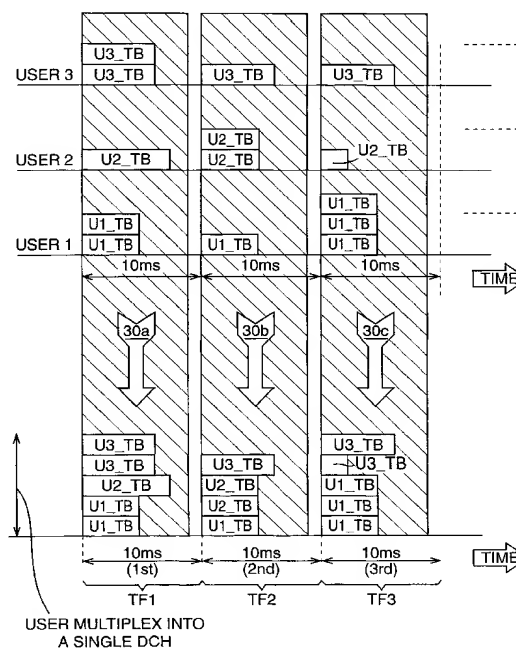 U3_TB
USER 3 U3_TB U3_TB U3_TB
U2_TB
USER 2 U2_TB U2_TB U2_TB
U1_TB
U1_TB U1_TB
USER 1 U1_TB U1_TB U1_TB
10ms 10ms 10ms
TIME
30a 30b 30c
U3_TB U3_TB
U3_TB U3_TB U3_TB
U2_TB U2_TB U1_TB
U1_TB U2_TB U1_TB
U1_TB U1_TB U1_TB
10ms 10ms 10ms TIME
(1st) (2nd) (3rd)
TF1 TF2 TF3
USER MULTIPLEX INTO
A SINGLE DCH